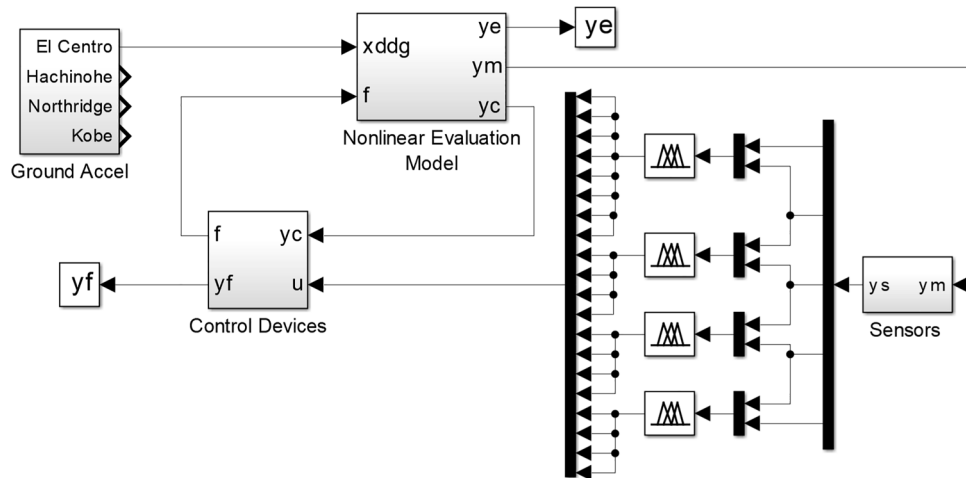 El Centro
Hachinohe
Northridge
Kobe
Ground Accel
xddg
f
ye
ym
yc
Nonlinear Evaluation
Model
ye
f
yc
yf
u
Control Devices
yf
ys
ym
Sensors